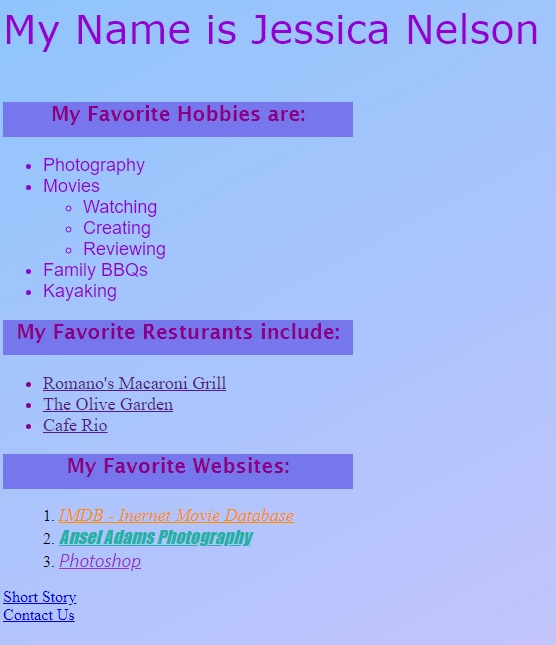 My Name is Jessica Nelson
My Favorite Hobbies are:
Photography
Movies
Watching
Creating
Reviewing
Family BBQs
Kayaking
My Favorite Resturants include:
Romano's Macaroni Grill
The Olive Garden
Cafe Rio
My Favorite Websites:
1. IMDB - Inernet Movie Database
2. Ansel Adams Photography
3. Photoshop
Short Story
Contact Us